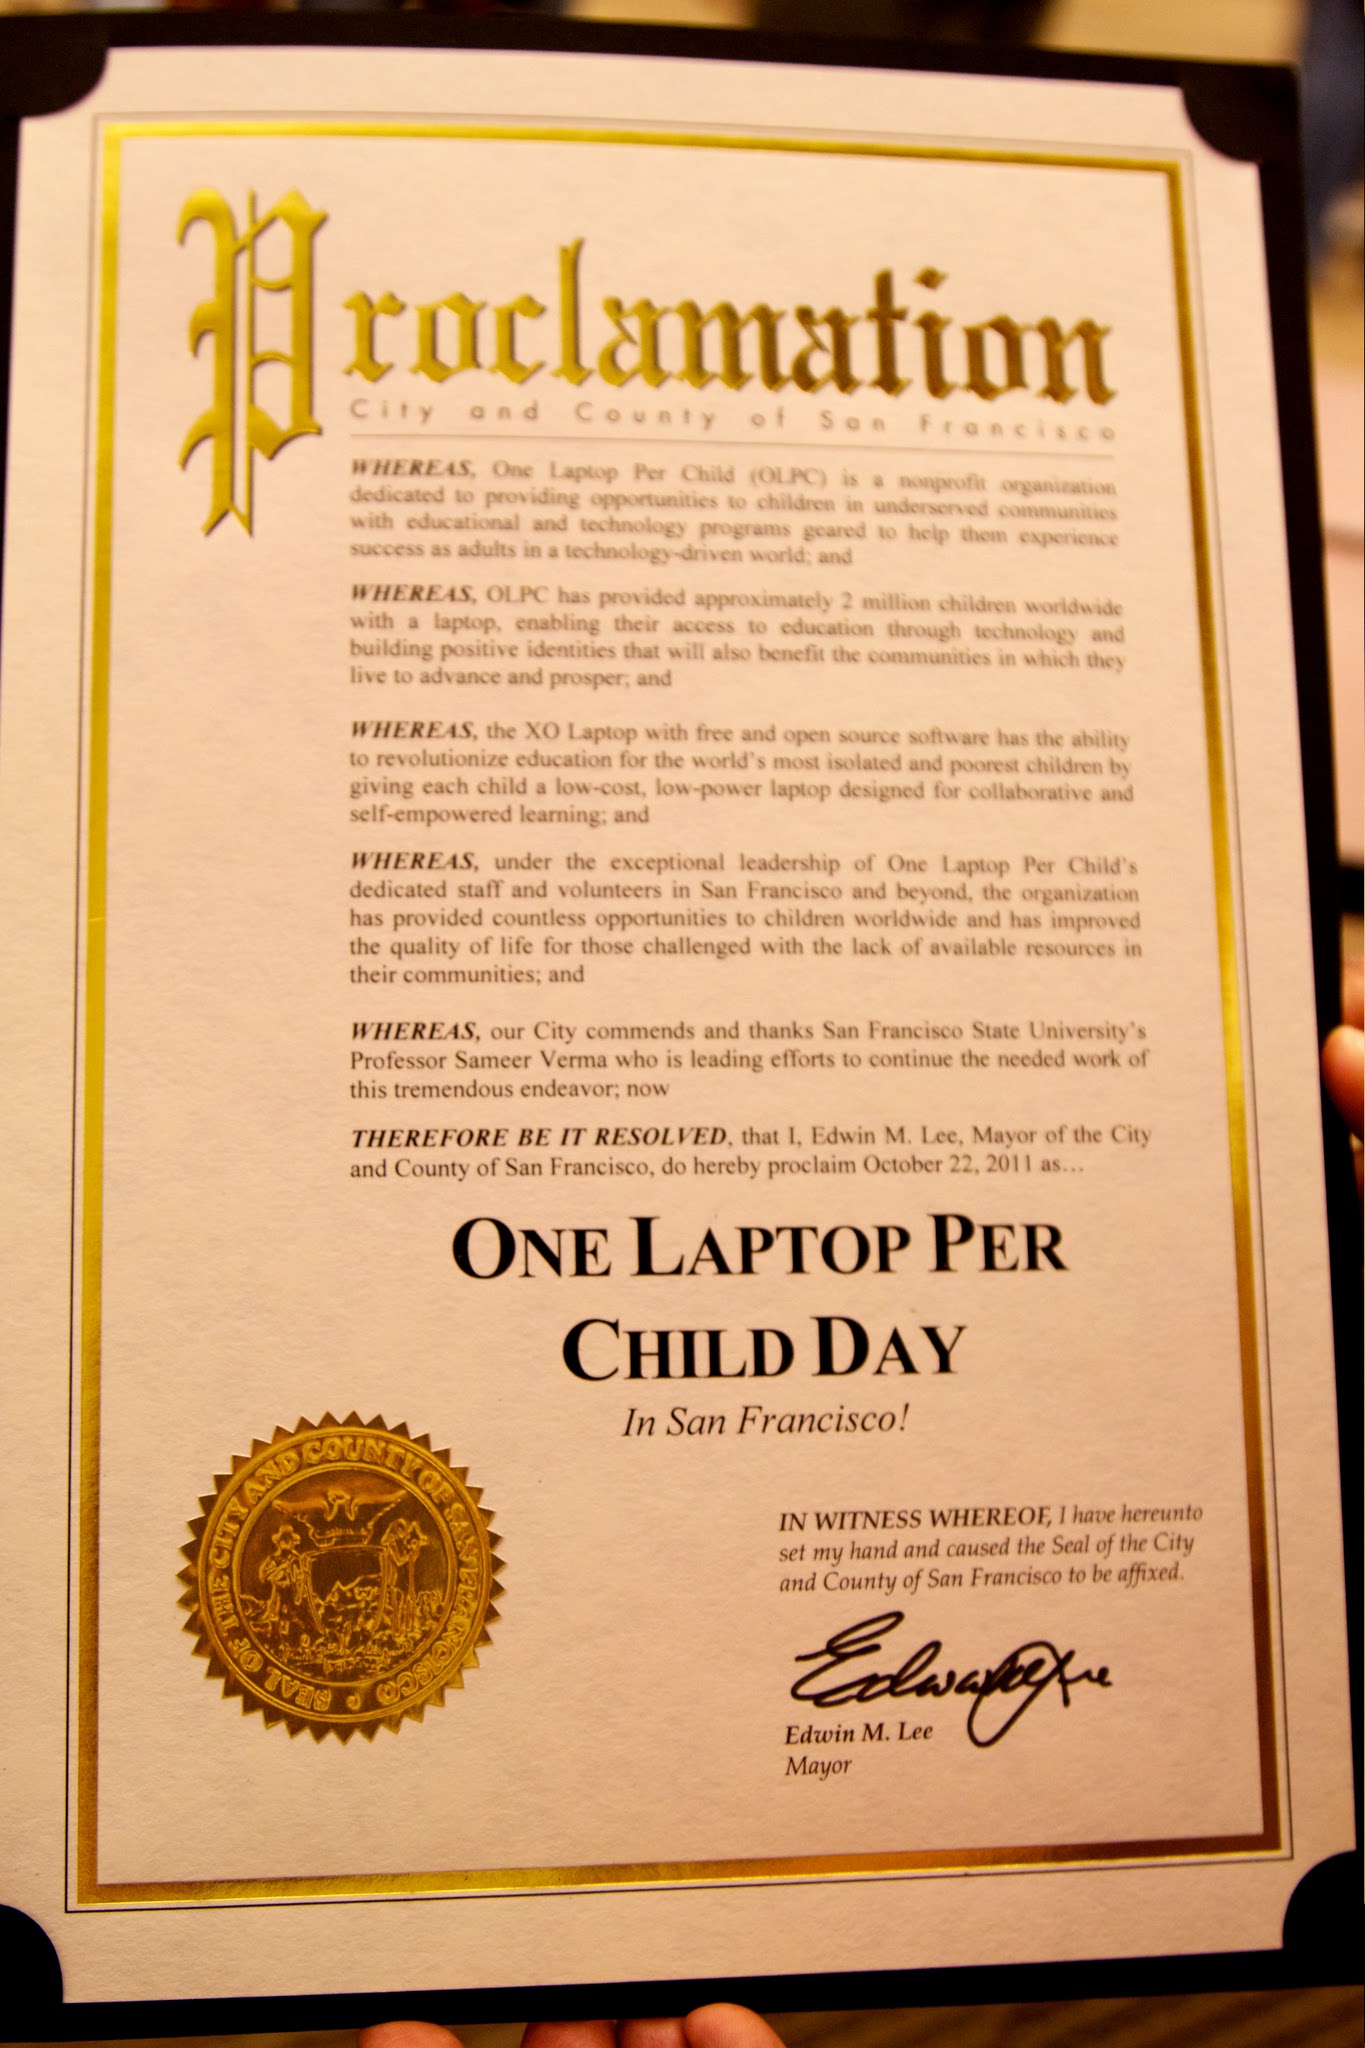 Proclamation
City and County of San Francisco
WHEREAS, One Laptop Per Child (OLPC) is a nonprofit organization
dedicated to providing opportunities to children in underserved communities
with educational and technology programs geared to help them experience
success as adults in a technology-driven world; and
WHEREAS, OLPC has provided approximately 2 million children worldwide
with a laptop, enabling their access to education through technology and
building positive identities that will also benefit the communities in which they
live to advance and prosper; and
WHEREAS, the XO Laptop with free and open source software has the ability
to revolutionize education for the world's most isolated and poorest children by
giving each child a low-cost, low-power laptop designed for collaborative and
self-empowered learning; and
WHEREAS, under the exceptional leadership of One Laptop Per Child's
dedicated staff and volunteers in San Francisco and beyond, the organization
has provided countless opportunities to children worldwide and has improved
the quality of life for those challenged with the lack of available resources in
their communities; and
WHEREAS, our City commends and thanks San Francisco State University's
Professor Sameer Verma who is leading efforts to continue the needed work of
this tremendous endeavor; now
THEREFORE BE IT RESOLVED, that I, Edwin M. Lee, Mayor of the City
and County of San Francisco, do hereby proclaim October 22, 2011 as...
ONE LAPTOP PER
CHILD DAY
In San Francisco!
SEAL OF THE CITY AND COUNTY OF SAN FRANCISCO
IN WITNESS WHEREOF, I have hereunto
set my hand and caused the Seal of the City
and County of San Francisco to be affixed.
Edwin M. Lee
Mayor